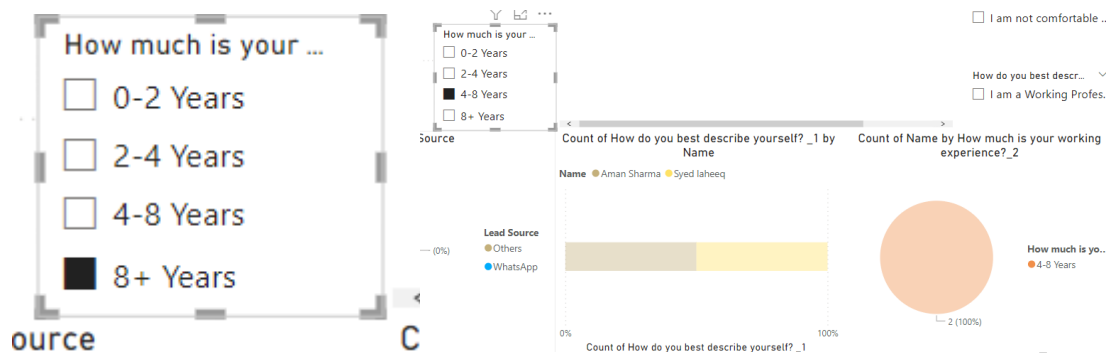 How much is your ...
0-2 Years
2-4 Years
4-8 Years
8+ Years
ource
C
How much is your ...
0-2 Years
2-4 Years
4-8 Years
8+ Years
I am not comfortable ..
How do you best descr...
I am a Working Profes.
Source
Count of How do you best describe yourself? _1 by
Name
Name Aman Sharma Syed laheeq
(0%)
Lead Source
Others
WhatsApp
0%
100%
Count of How do you best describe yourself? _1
Count of Name by How much is your working
experience?_2
How much is yo..
4-8 Years
2 (100%)